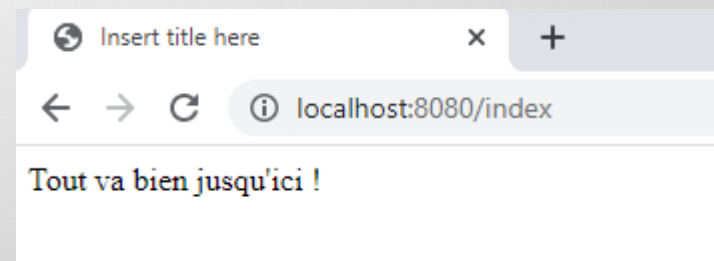 Insert title here
localhost:8080/index
Tout va bien jusqu'ici !